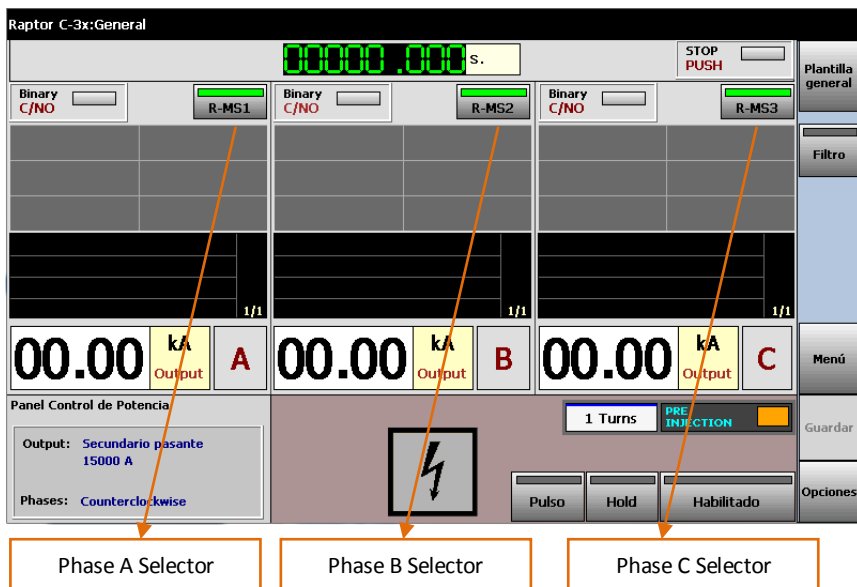 Raptor C-3x:General
00000.000 s.
STOP
PUSH
Plantilla
general
Binary
C/NO
R-MS1
Binary
C/NO
R-MS2
Binary
C/NO
R-MS3
Filtro
1/1
1/1
1/1
00.00 kA
Output
A
00.00 kA
Output
B
00.00 kA
Output
C
Menú
Panel Control de Potencia
1 Turns
PRE
INJECTION
Guardar
Output: Secundario pasante
15000 A
Phases: Counterclockwise
Pulso
Hold
Habilitado
Opciones
Phase A Selector
Phase B Selector
Phase C Selector